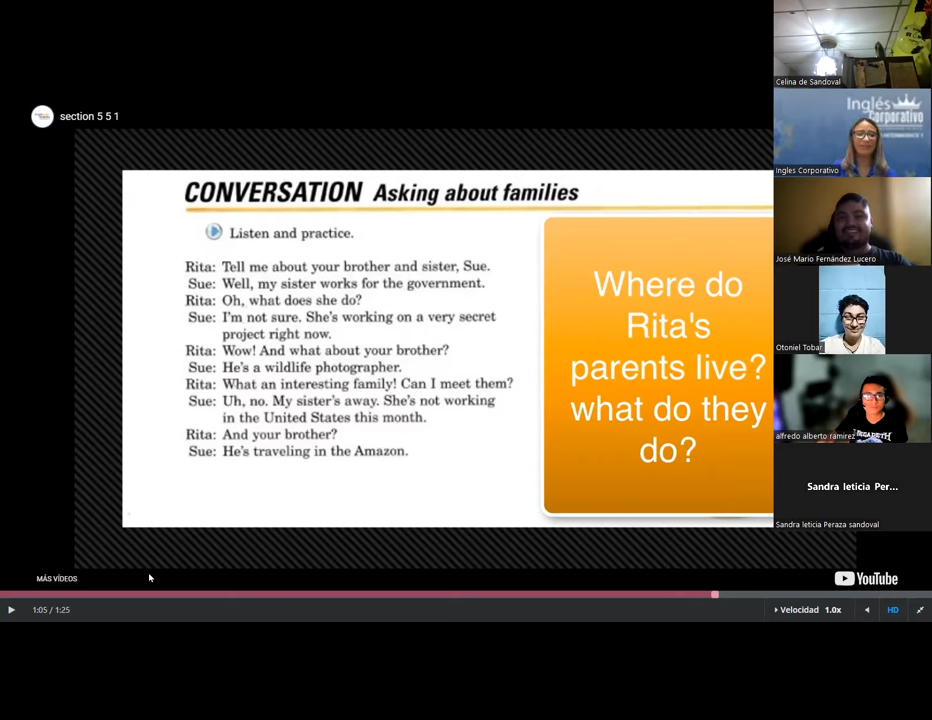 section 5 5 1
CONVERSATION Asking about families
Listen and practice.
Rita: Tell me about your brother and sister, Sue.
Sue: Well, my sister works for the government.
Rita: Oh, what does she do?
Sue: I'm not sure. She's working on a very secret
project right now.
Rita: Wow! And what about your brother?
Sue: He's a wildlife photographer.
Rita: What an interesting family! Can I meet them?
Sue: Uh, no. My sister's away. She's not working
in the United States this month.
Rita: And your brother?
Sue: He's traveling in the Amazon.
Where do
Rita's
parents live?
what do they
do?
Celina de Sandoval
Inglés
Corporativo
Ingles Corporativo
José Mario Fernández Lucero
Otoniel Tobar
MEGADETH
alfredo alberto ramirez
Sandra leticia Per...
Sandra leticia Peraza sandoval
MÁS VÍDEOS
YouTube
1:05 / 1:25
Velocidad 1.0x
HD